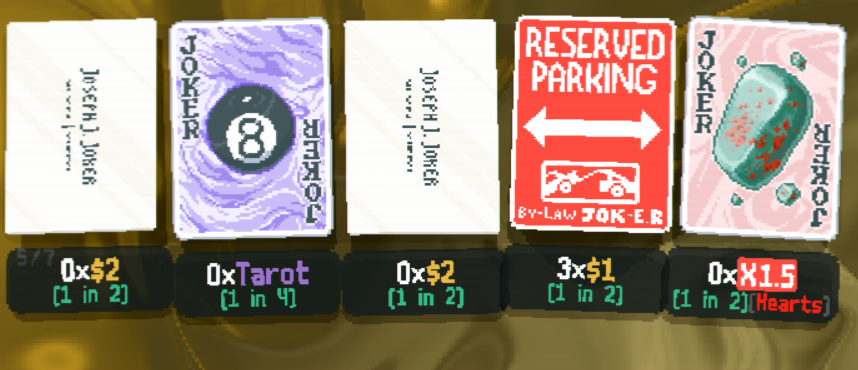 JOSEPH J. JOKER
JOKER
8
JOKER
JOSEPH J. JOKER
RESERVED
PARKING
BY-LAW JOK-E.R
JOKER
JOKER
5/7
0x$2
(1 in 2)
0xTarot
(1 in 4)
0x$2
(1 in 2)
3x$1
(1 in 2)
0xX1.5
(1 in 2)[Hearts]